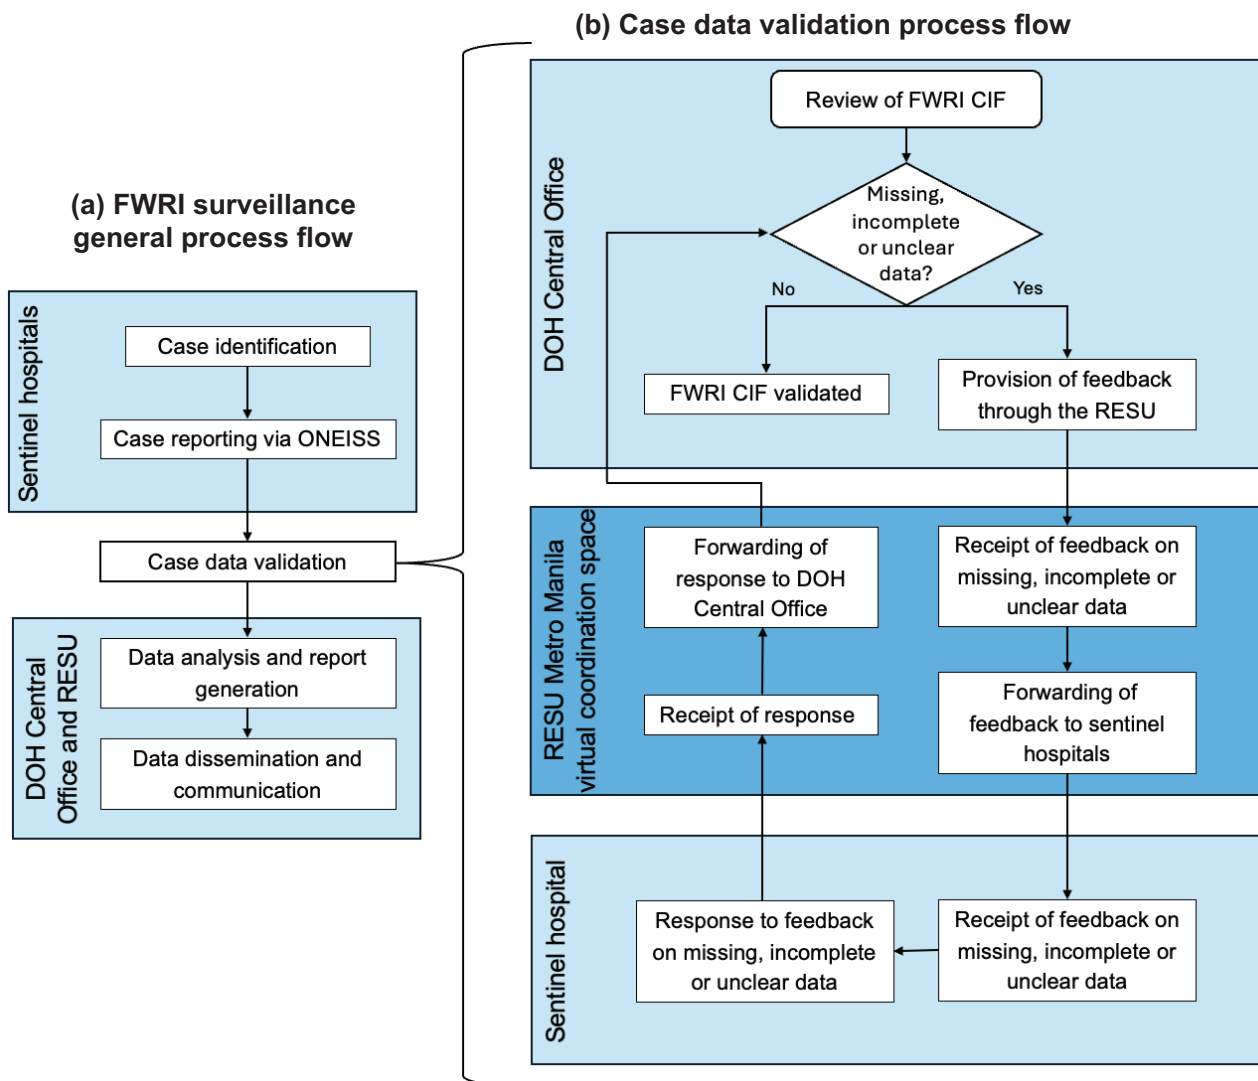 (b) Case data validation process flow
(a) FWRI surveillance
general process flow
Sentinel hospitals
Case identification
Case reporting via ONEISS
Case data validation
DOH Central
Office and RESU
Data analysis and report
generation
Data dissemination and
communication
DOH Central Office
Review of FWRI CIF
Missing,
incomplete
or unclear
data?
No
Yes
FWRI CIF validated
Provision of feedback
through the RESU
RESU Metro Manila
virtual coordination space
Forwarding of
response to DOH
Central Office
Receipt of feedback on
missing, incomplete or
unclear data
Receipt of response
Forwarding of
feedback to sentinel
hospitals
Sentinel hospital
Response to feedback
on missing, incomplete
or unclear data
Receipt of feedback on
missing, incomplete or
unclear data